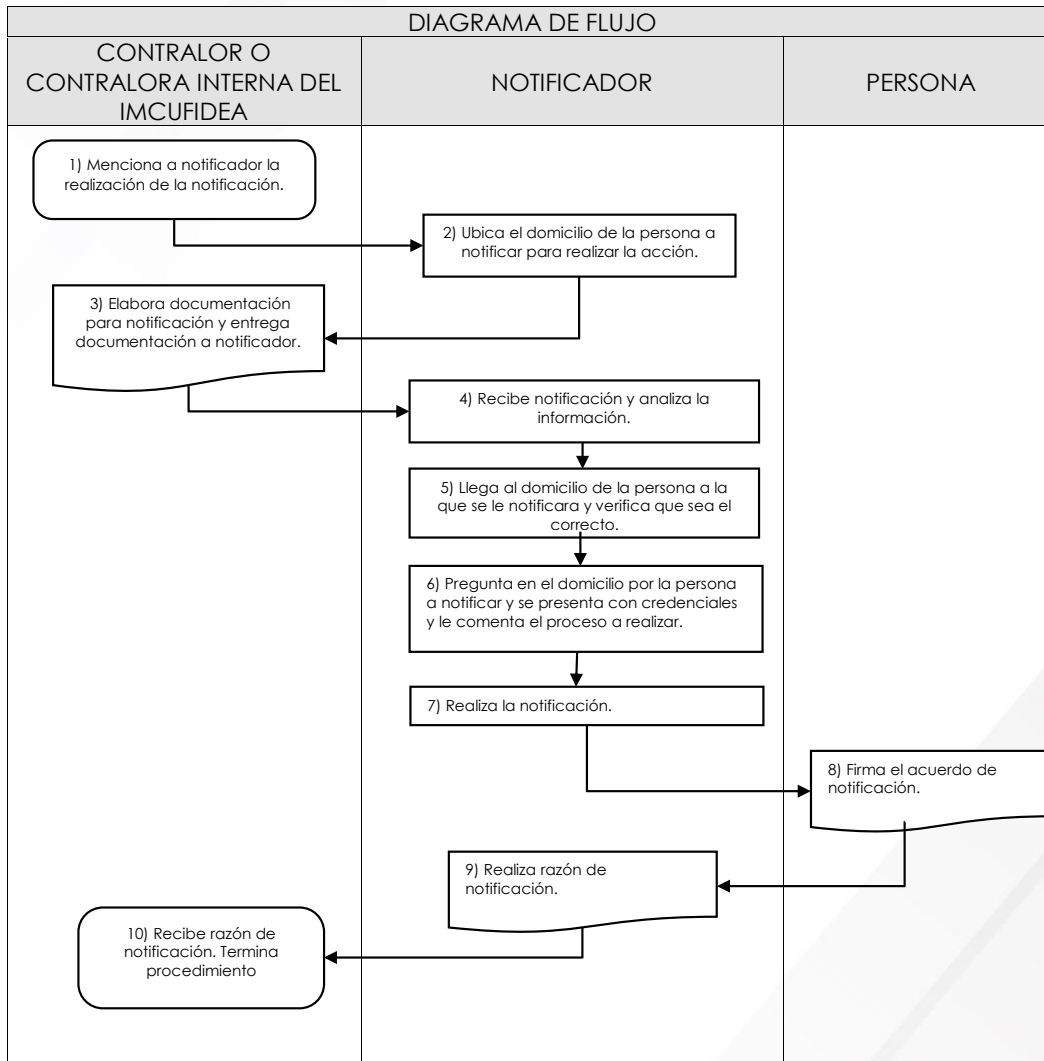 DIAGRAMA DE FLUJO
CONTRALOR O
CONTRALORA INTERNA DEL
IMCUFIDEA
NOTIFICADOR
PERSONA
1) Menciona a notificador la
realización de la notificación.
2) Ubica el domicilio de la persona a
notificar para realizar la acción.
3) Elabora documentación
para notificación y entrega
documentación a notificador.
4) Recibe notificación y analiza la
información.
5) Llega al domicilio de la persona a la
que se le notificara y verifica que sea el
correcto.
6) Pregunta en el domicilio por la persona
a notificar y se presenta con credenciales
y le comenta el proceso a realizar.
7) Realiza la notificación.
8) Firma el acuerdo de
notificación.
9) Realiza razón de
notificación.
10) Recibe razón de
notificación. Termina
procedimiento